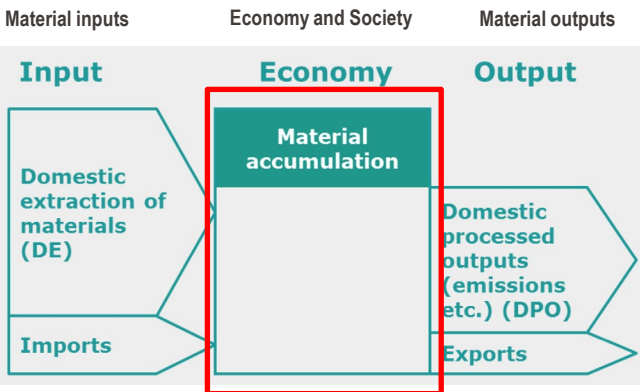 Material inputs
Economy and Society
Material outputs
Input
Economy
Output
Material
accumulation
Domestic
extraction of
materials
(DE)
Domestic
processed
outputs
(emissions
etc.) (DPO)
Imports
Exports